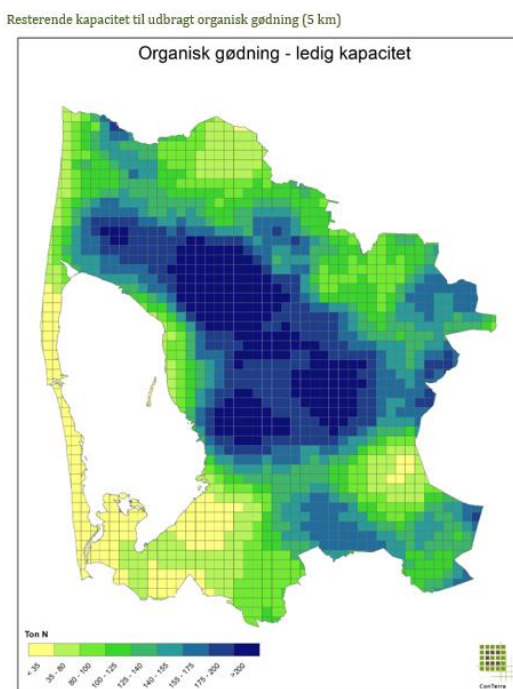 Resterende kapacitet til udbragt organisk gødning (5 km)
Organisk gødning - ledig kapacitet
Ton N
< 35
35 - 80
80 - 100
100 - 125
125 - 140
140 - 155
155 - 175
175 - 200
>200
ConTerra